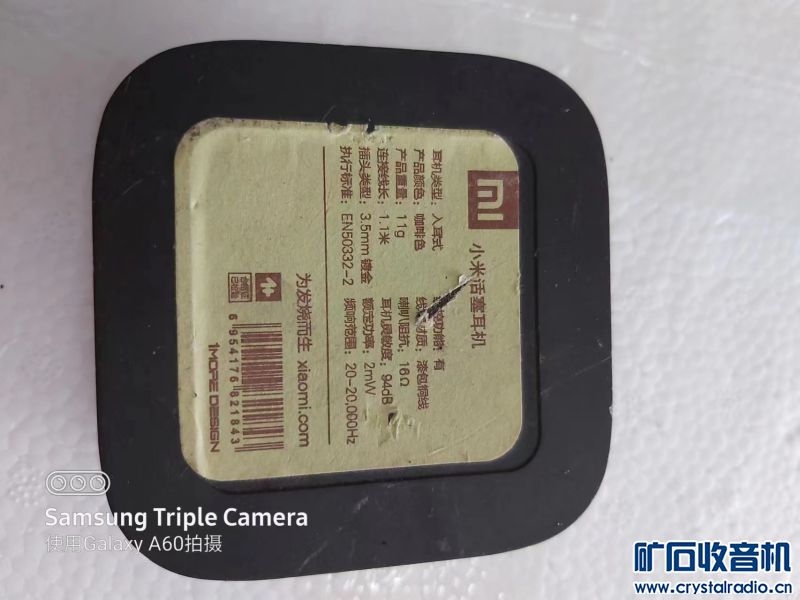 小米活塞耳机
耳机类型：入耳式
产品颜色：咖啡色
产品重量：11g
连接线长：1.1米
插头类型：3.5mm 镀金
执行标准：EN50332-2
控功能：有
线 材质：漆包铜线
喇叭阻抗：16Ω
耳机灵敏度：94dB
额定功率：2mW
频响范围：20-20,000Hz
为发烧而生 xiaomi.com
合格证
已检验
6 954176 821843
1MORE DESIGN
Samsung Triple Camera
使用Galaxy A60拍摄
矿石收音机
www.crystalradio.cn